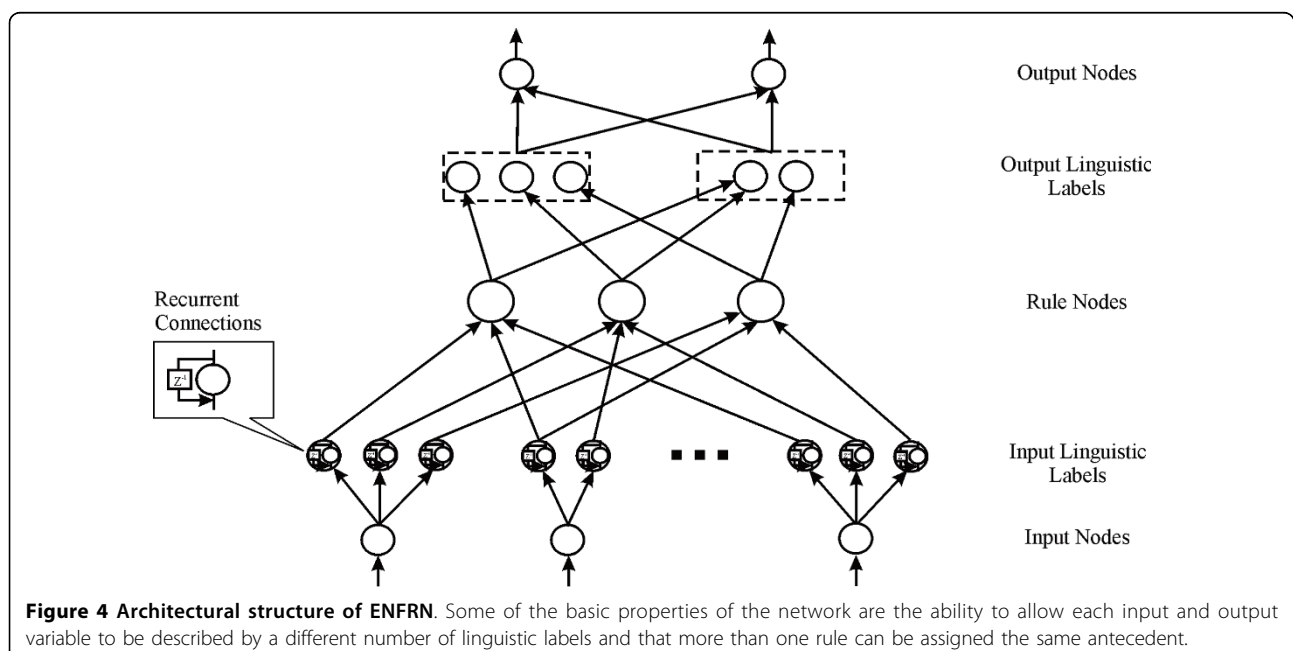 Output Nodes
Output Linguistic
Labels
Rule Nodes
Recurrent
Connections
Z⁻¹
Input Linguistic
Labels
Input Nodes
Figure 4 Architectural structure of ENFRN. Some of the basic properties of the network are the ability to allow each input and output
variable to be described by a different number of linguistic labels and that more than one rule can be assigned the same antecedent.